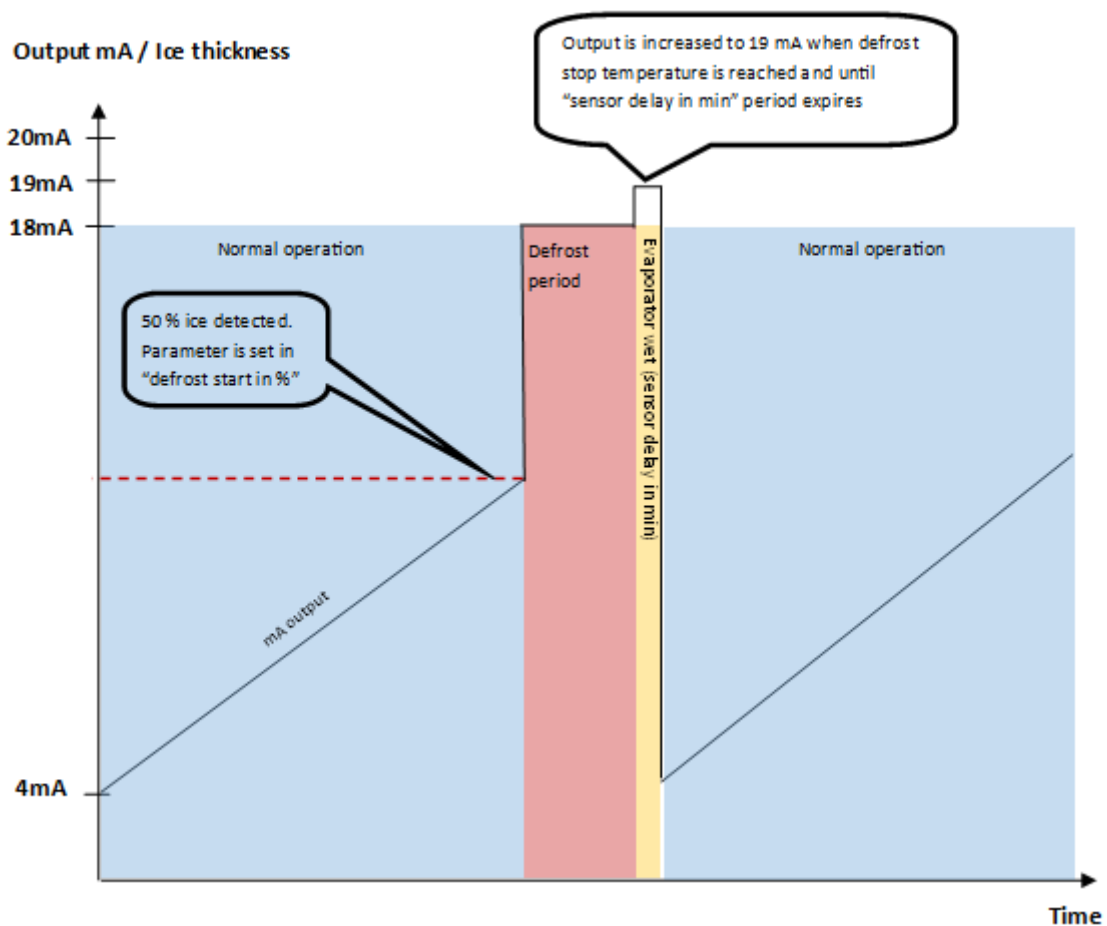 Output mA / Ice thickness
Output is increased to 19 mA when defrost
stop temperature is reached and until
“sensor delay in min” period expires
20mA
19mA
18mA
Normal operation
Defrost
period
Evaporator wet (sensor delay in min)
Normal operation
50 % ice detected.
Parameter is set in
“defrost start in %”
mA output
4mA
Time